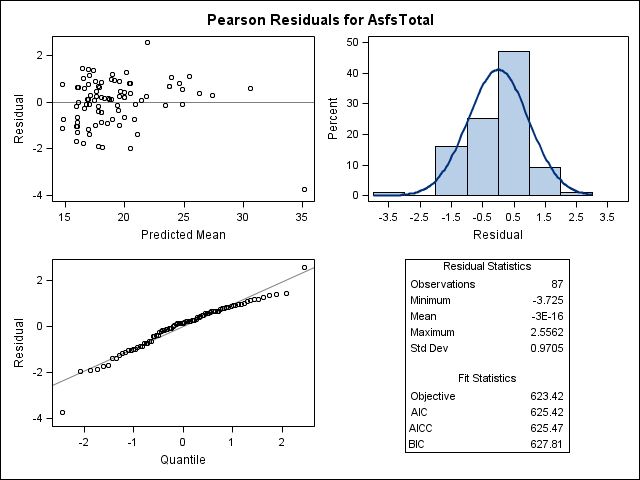 Pearson Residuals for AsfsTotal
Residual
2
0
-2
-4
15 20 25 30 35
Predicted Mean
Percent
50
40
30
20
10
0
-3.5 -2.5 -1.5 -0.5 0.5 1.5 2.5 3.5
Residual
Residual
2
0
-2
-4
-2 -1 0 1 2
Quantile
Residual Statistics
Observations 87
Minimum -3.725
Mean -3E-16
Maximum 2.5562
Std Dev 0.9705
Fit Statistics
Objective 623.42
AIC 625.42
AICC 625.47
BIC 627.81